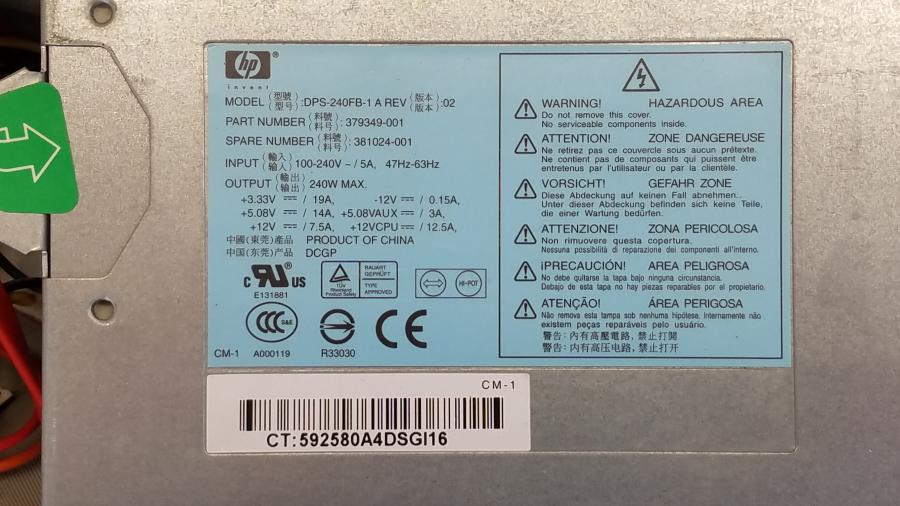 hp®
invent
MODEL (型號 型号):DPS-240FB-1 A REV (版本 版本):02
PART NUMBER (料號 料号): 379349-001
SPARE NUMBER (料號 料号): 381024-001
INPUT (輸入 输入) 100-240V ~ / 5A, 47Hz-63Hz
OUTPUT (輸出 输出) 240W MAX.
+3.33V ⎓ / 19A, -12V ⎓ / 0.15A,
+5.08V ⎓ / 14A, +5.08VAUX ⎓ / 3A,
+12V ⎓ / 7.5A, +12VCPU ⎓ / 12.5A,
中國(東莞)產品 PRODUCT OF CHINA
中国(东莞)产品 DCGP
c RU® US
E131881
TÜV
Rheinland
Product Safety
BAUART
GEPRÜFT
TYPE
APPROVED
HI-POT
CCC S&E
CE
CM-1 A000119 R33030
WARNING! HAZARDOUS AREA
Do not remove this cover.
No serviceable components inside.
ATTENTION! ZONE DANGEREUSE
Ne retirez pas ce couvercle sous aucun prétexte.
Ne contient pas de composants qui puissent être
entretenus par l'utilisateur ou par la clientèle.
VORSICHT! GEFAHR ZONE
Diese Abdeckung auf keinen Fall abnehmen..
Unter dieser Abdeckung befinden sich keine Teile,
die einer Wartung bedürfen.
ATTENZIONE! ZONA PERICOLOSA
Non rimuovere questa copertura.
Nessuna possibilità di reparazione dei componenti all'interno.
¡PRECAUCIÓN! AREA PELIGROSA
No debe quitarse la tapa bajo ninguna circunstancia.
Debajo de esta tapa no hay piezas reparables por el propietario.
ATENÇÃO! ÁREA PERIGOSA
Não remova esta tampa sob nenhuma hipótese. Internamente não
existem peças reparáveis pelo usuário.
警告: 內有高壓電路, 禁止打開
警告: 内有高压电路, 禁止打开
CM-1
CT:592580A4DSGI16